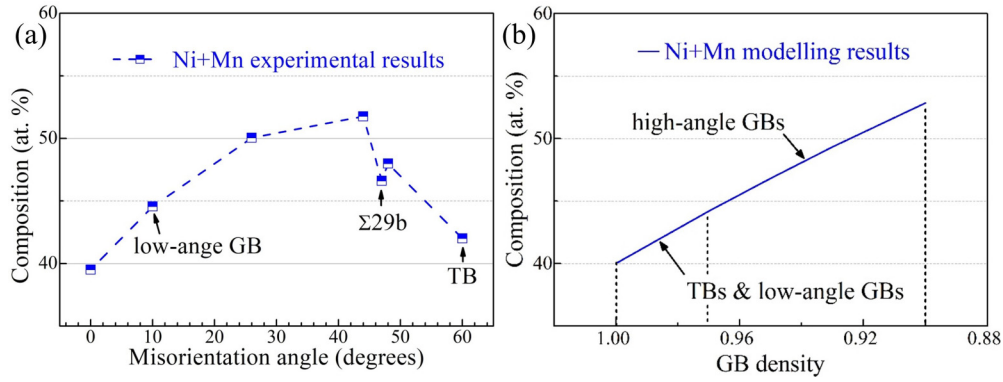 (a)
Ni+Mn experimental results
Composition (at. %)
60
50
40
low-ange GB
Σ29b
TB
0 10 20 30 40 50 60
Misorientation angle (degrees)
(b)
Ni+Mn modelling results
Composition (at. %)
60
50
40
high-angle GBs
TBs & low-angle GBs
1.00 0.96 0.92 0.88
GB density